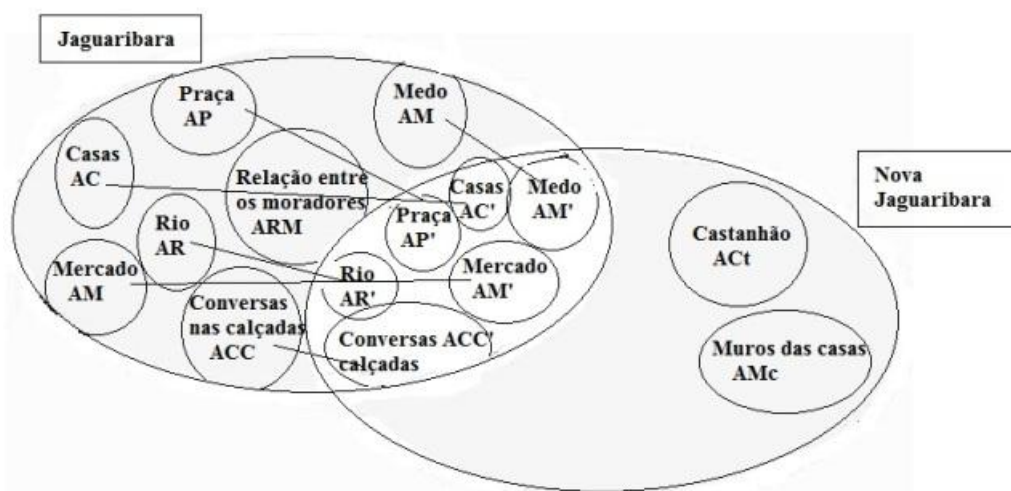 Jaguaribara
Praça
AP
Medo
AM
Casas
AC
Relação entre
os moradores
ARM
Casas
AC'
Medo
AM'
Nova
Jaguaribara
Rio
AR
Praça
AP'
Castanhão
ACt
Mercado
AM
Rio
AR'
Mercado
AM'
Conversas
nas calçadas
ACC
Conversas ACC'
calçadas
Muros das casas
AMc